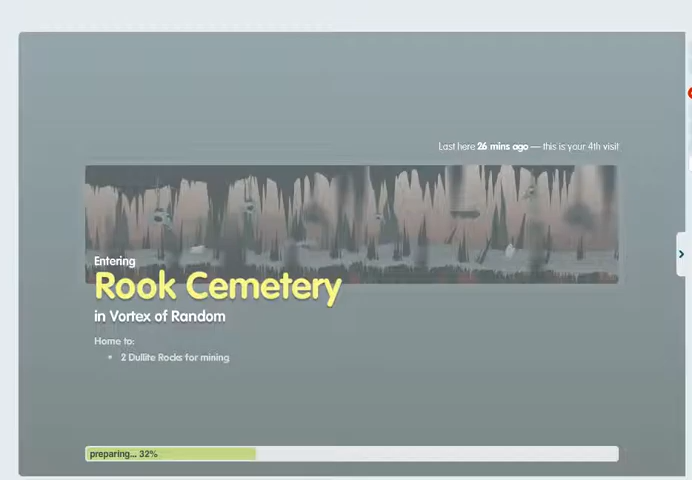 Last here 26 mins ago — this is your 4th visit
Entering
Rook Cemetery
in Vortex of Random
Home to:
• 2 Dullite Rocks for mining
preparing... 32%